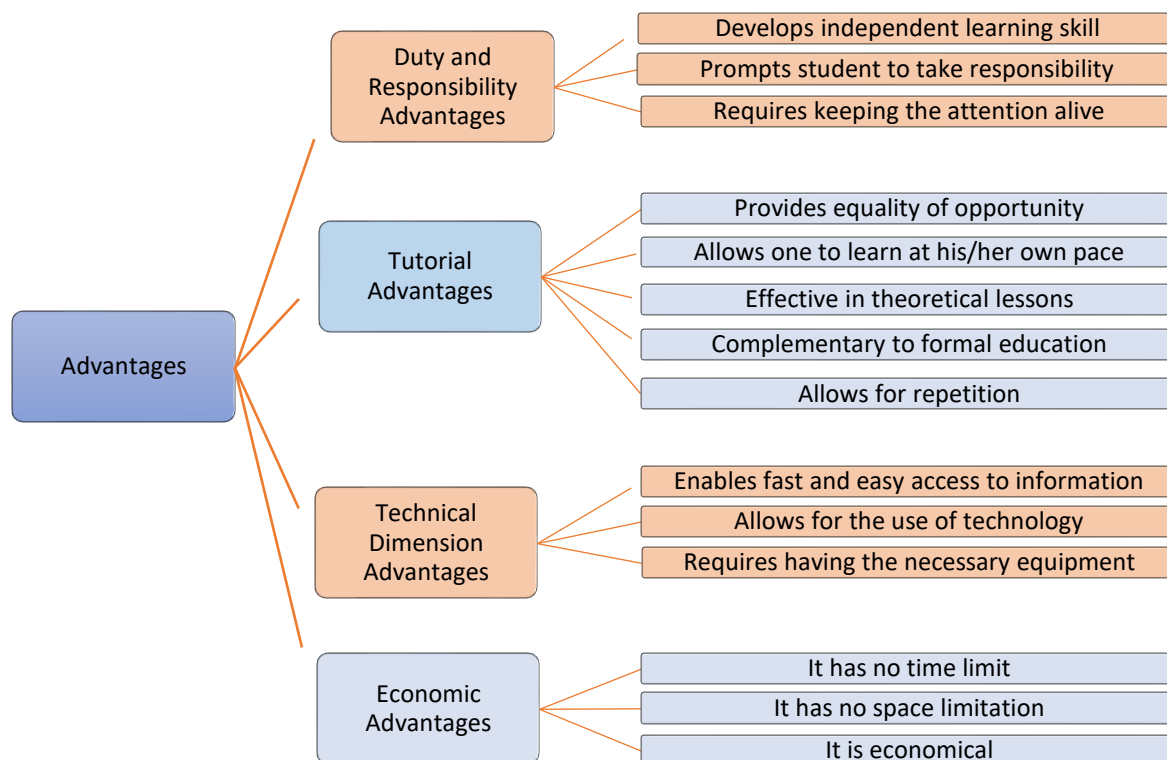 Advantages
Duty and
Responsibility
Advantages
Develops independent learning skill
Prompts student to take responsibility
Requires keeping the attention alive
Tutorial
Advantages
Provides equality of opportunity
Allows one to learn at his/her own pace
Effective in theoretical lessons
Complementary to formal education
Allows for repetition
Technical
Dimension
Advantages
Enables fast and easy access to information
Allows for the use of technology
Requires having the necessary equipment
Economic
Advantages
It has no time limit
It has no space limitation
It is economical